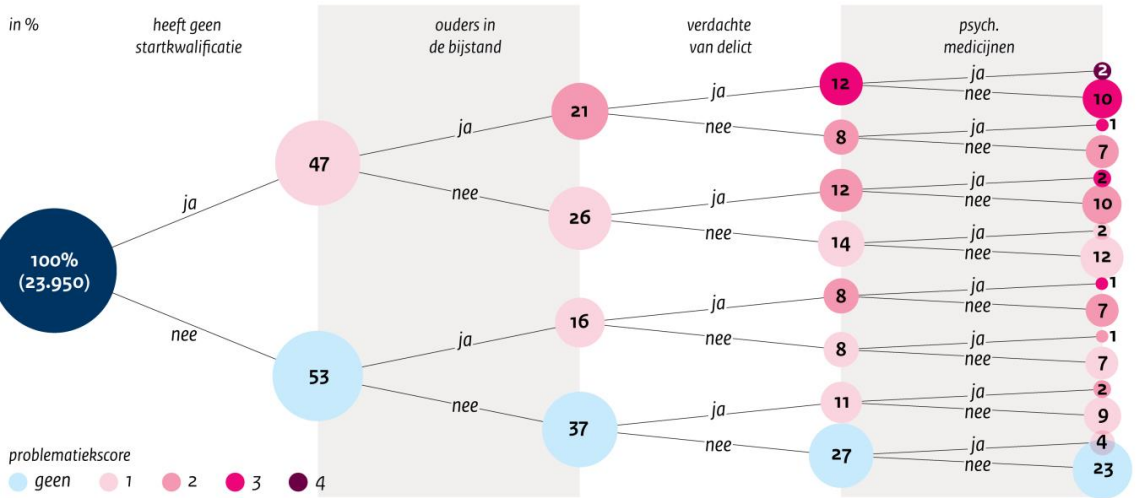 in %
heeft geen
startkwalificatie
ouders in
de bijstand
verdachte
van delict
psych.
medicijnen
100%
(23.950)
ja
nee
47
53
ja
nee
ja
nee
21
26
16
37
ja
nee
ja
nee
ja
nee
ja
nee
12
8
12
14
8
8
11
27
ja
nee
ja
nee
ja
nee
ja
nee
ja
nee
ja
nee
ja
nee
ja
nee
2
10
1
7
2
10
2
12
1
7
1
7
2
9
4
23
problematiekscore
geen 1 2 3 4